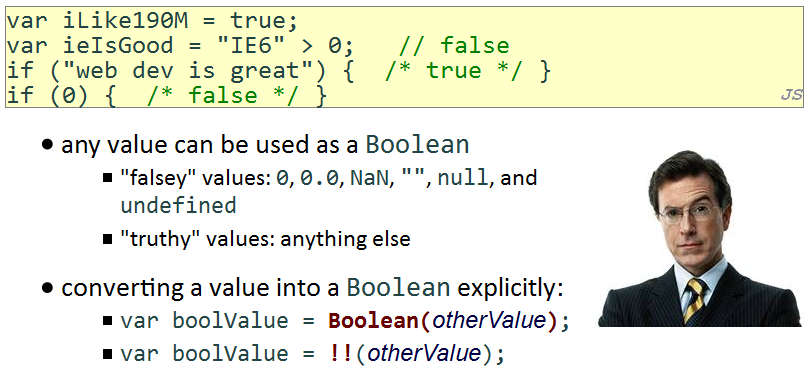 var iLike190M = true;
var ieIsGood = "IE6" > 0;   // false
if ("web dev is great") {  /* true */ }
if (0) {  /* false */ }
JS
• any value can be used as a Boolean
▪ "falsey" values: 0, 0.0, NaN, "", null, and
undefined
▪ "truthy" values: anything else
• converting a value into a Boolean explicitly:
▪ var boolValue = Boolean(otherValue);
▪ var boolValue = !!(otherValue);